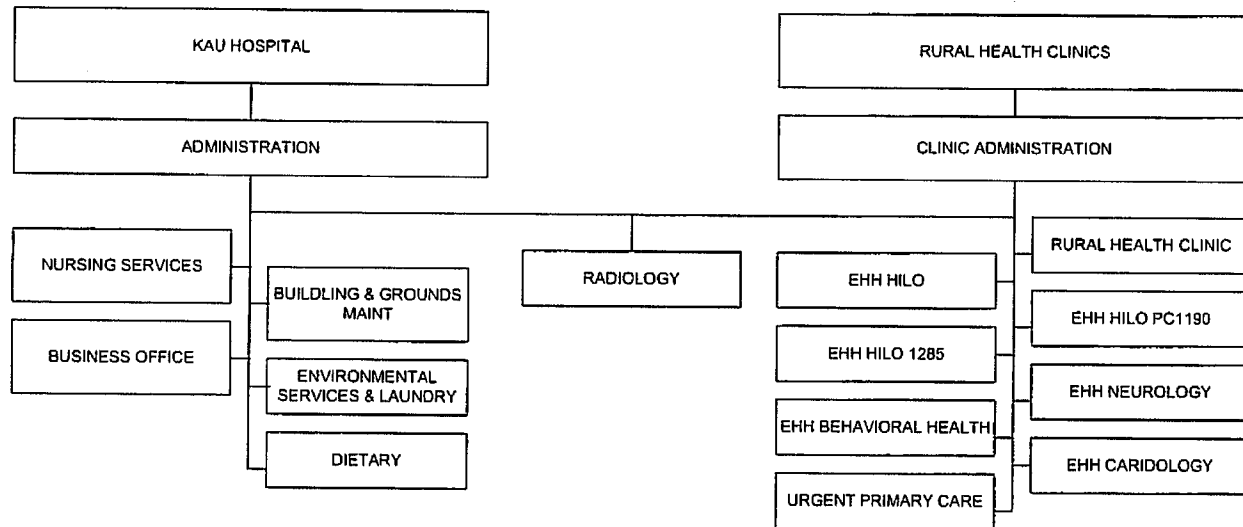 KAU HOSPITAL
RURAL HEALTH CLINICS
ADMINISTRATION
CLINIC ADMINISTRATION
NURSING SERVICES
BUILDLING & GROUNDS
MAINT
BUSINESS OFFICE
ENVIRONMENTAL
SERVICES & LAUNDRY
DIETARY
RADIOLOGY
RURAL HEALTH CLINIC
EHH HILO
EHH HILO PC1190
EHH HILO 1285
EHH NEUROLOGY
EHH BEHAVIORAL HEALTH
EHH CARIDOLOGY
URGENT PRIMARY CARE